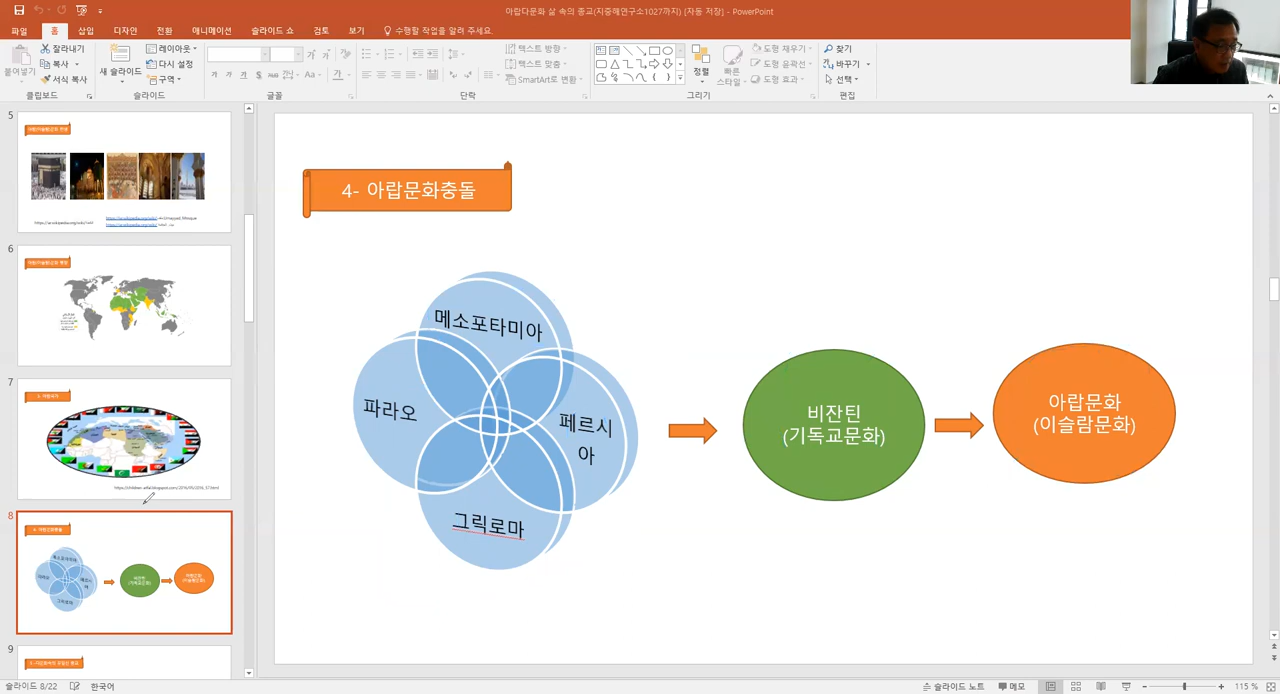 아랍다문화 삶 속의 종교(지중해연구소1027까지) [자동 저장] - PowerPoint
파일 홈 삽입 디자인 전환 애니메이션 슬라이드 쇼 검토 보기 수행할 작업을 알려 주세요.
붙여넣기
잘라내기
복사
서식 복사
클립보드
새 슬라이드
레이아웃
다시 설정
구역
슬라이드
글꼴
텍스트 방향
텍스트 맞춤
SmartArt로 변환
단락
정렬
빠른
스타일
도형 채우기
도형 윤곽선
도형 효과
그리기
찾기
바꾸기
선택
편집
5
6
7
8
9
4- 아랍문화충돌
메소포타미아
파라오
페르시
아
그릭로마
비잔틴
(기독교문화)
아랍문화
(이슬람문화)
슬라이드 8/22 한국어 슬라이드 노트 메모 115 %